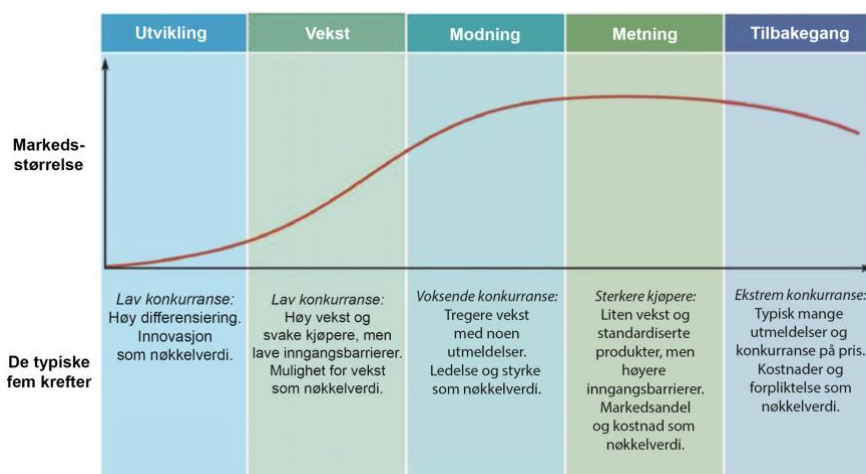 Utvikling
Vekst
Modning
Metning
Tilbakegang
Markeds-
størrelse
De typiske
fem krefter
Lav konkurranse:
Høy differensiering.
Innovasjon
som nøkkelverdi.
Lav konkurranse:
Høy vekst og
svake kjøpere, men
lave inngangsbarrierer.
Mulighet for vekst
som nøkkelverdi.
Voksende konkurranse:
Tregere vekst
med noen
utmeldelser.
Ledelse og styrke
som nøkkelverdi.
Sterkere kjøpere:
Liten vekst og
standardiserte
produkter, men
høyere
inngangsbarrierer.
Markedsandel
og kostnad som
nøkkelverdi.
Ekstrem konkurranse:
Typisk mange
utmeldelser og
konkurranse på pris.
Kostnader og
forpliktelse som
nøkkelverdi.